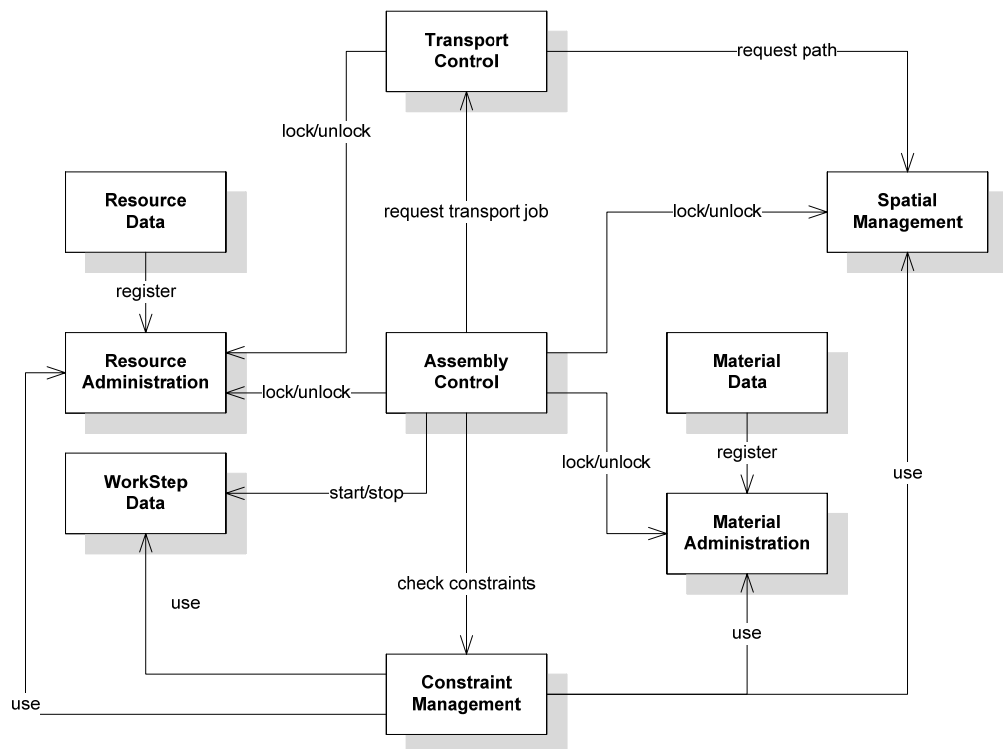 Transport
Control
request path
lock/unlock
Resource
Data
request transport job
lock/unlock
Spatial
Management
register
Resource
Administration
Assembly
Control
Material
Data
lock/unlock
register
lock/unlock
use
WorkStep
Data
start/stop
Material
Administration
check constraints
use
use
Constraint
Management
use